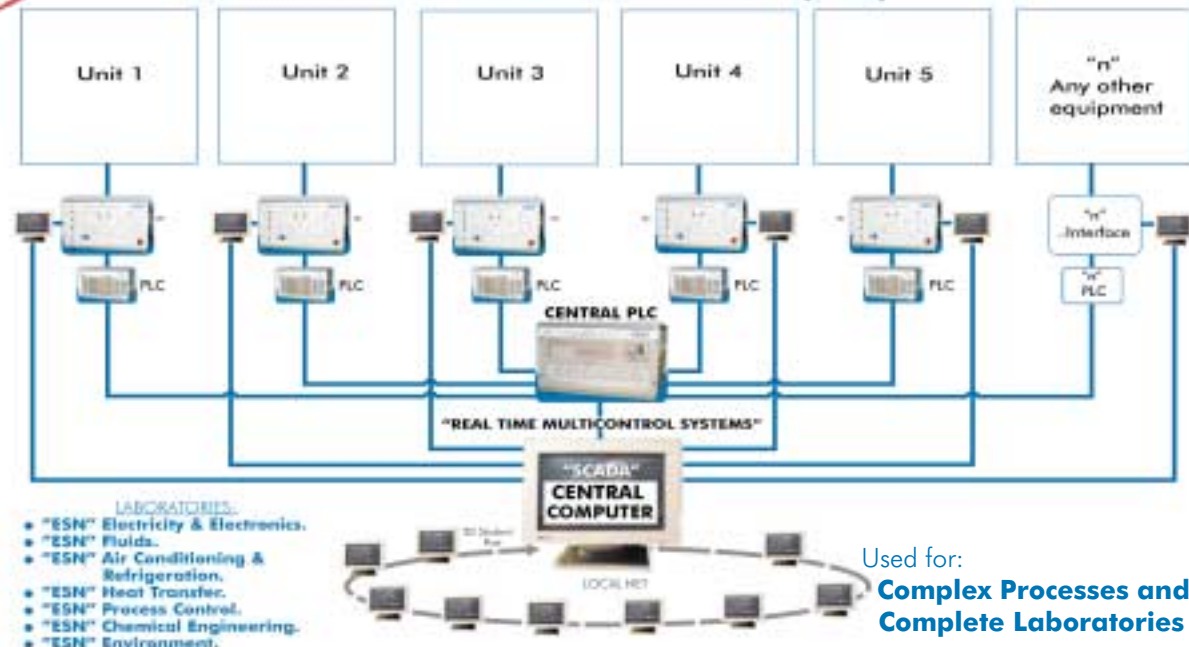 Unit 1
Unit 2
Unit 3
Unit 4
Unit 5
"n"
Any other
equipment
"n"
Interface
PLC
PLC
PLC
PLC
PLC
"n"
PLC
CENTRAL PLC
"REAL TIME MULTICONTROL SYSTEMS"
"SCADA"
CENTRAL
COMPUTER
LABORATORIES:
● "ESN" Electricity & Electronics.
● "ESN" Fluids.
● "ESN" Air Conditioning &
Refrigeration.
● "ESN" Heat Transfer.
● "ESN" Process Control.
● "ESN" Chemical Engineering.
● "ESN" Environment.
LOCAL NET
Used for:
Complex Processes and
Complete Laboratories